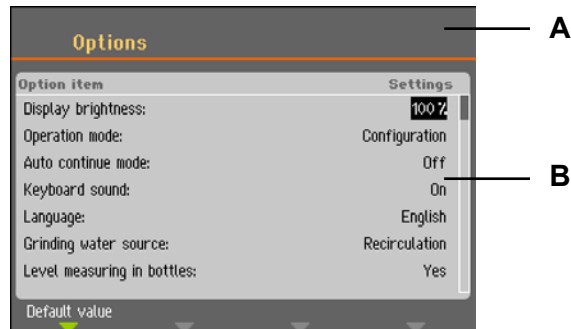 Options
A
Option item Settings
Display brightness: 100 %
Operation mode: Configuration
Auto continue mode: Off
Keyboard sound: On
B
Language: English
Grinding water source: Recirculation
Level measuring in bottles: Yes
Default value